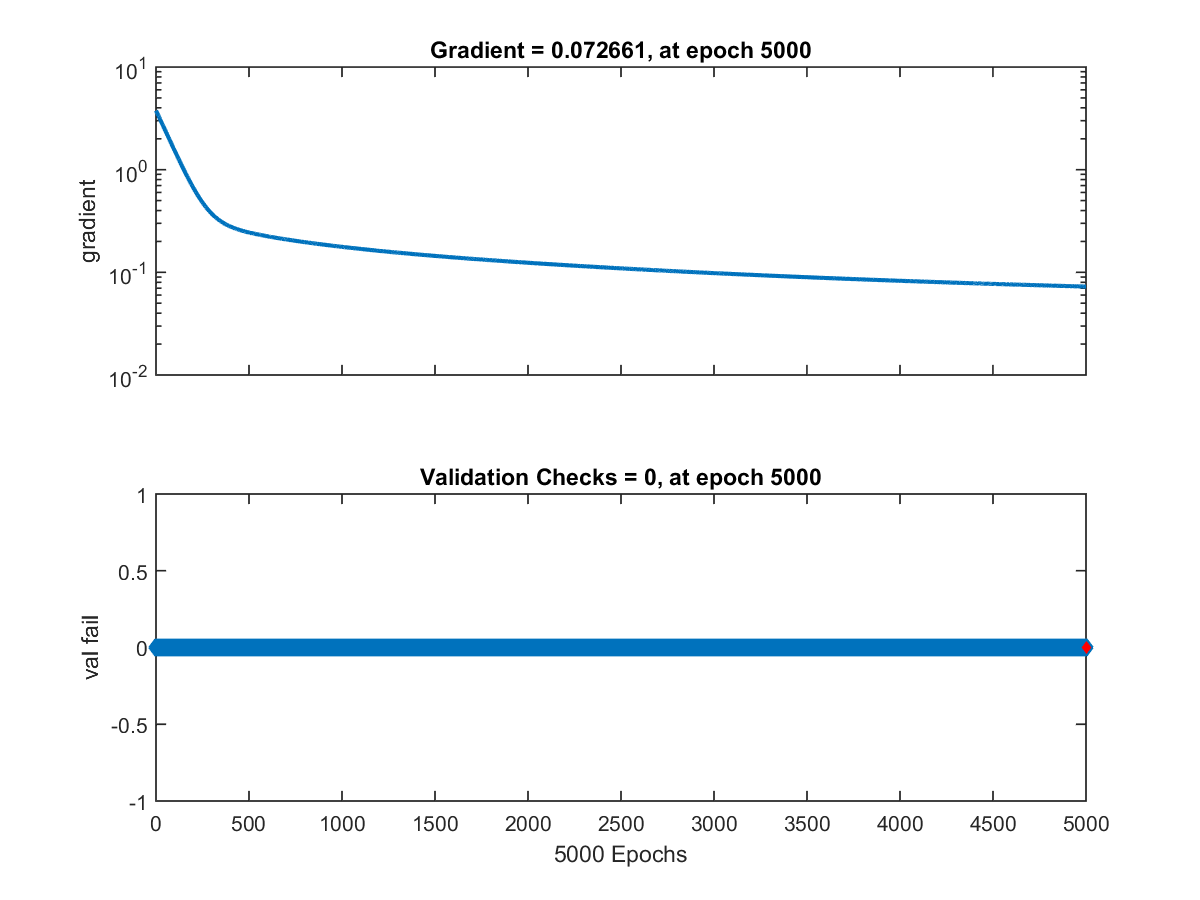 Gradient = 0.072661, at epoch 5000
10^1
10^0
10^-1
10^-2
gradient
Validation Checks = 0, at epoch 5000
1
0.5
0
-0.5
-1
val fail
0 500 1000 1500 2000 2500 3000 3500 4000 4500 5000
5000 Epochs